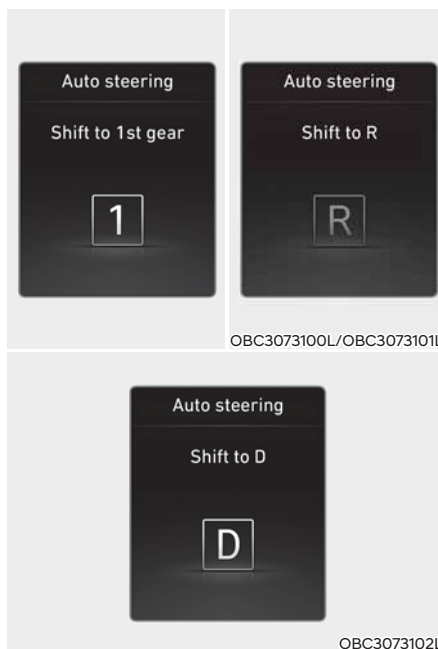 Auto steering
Shift to 1st gear
1
Auto steering
Shift to R
R
OBC3073100L/OBC3073101L
Auto steering
Shift to D
D
OBC3073102L